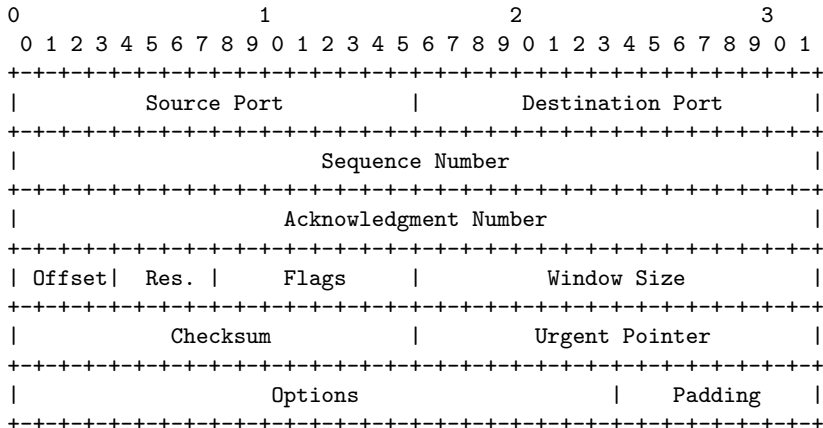 0                   1                   2                   3
 0 1 2 3 4 5 6 7 8 9 0 1 2 3 4 5 6 7 8 9 0 1 2 3 4 5 6 7 8 9 0 1
+-+-+-+-+-+-+-+-+-+-+-+-+-+-+-+-+-+-+-+-+-+-+-+-+-+-+-+-+-+-+-+-+
|          Source Port          |        Destination Port       |
+-+-+-+-+-+-+-+-+-+-+-+-+-+-+-+-+-+-+-+-+-+-+-+-+-+-+-+-+-+-+-+-+
|                        Sequence Number                        |
+-+-+-+-+-+-+-+-+-+-+-+-+-+-+-+-+-+-+-+-+-+-+-+-+-+-+-+-+-+-+-+-+
|                     Acknowledgment Number                     |
+-+-+-+-+-+-+-+-+-+-+-+-+-+-+-+-+-+-+-+-+-+-+-+-+-+-+-+-+-+-+-+-+
| Offset|  Res. |     Flags     |          Window Size          |
+-+-+-+-+-+-+-+-+-+-+-+-+-+-+-+-+-+-+-+-+-+-+-+-+-+-+-+-+-+-+-+-+
|            Checksum           |         Urgent Pointer        |
+-+-+-+-+-+-+-+-+-+-+-+-+-+-+-+-+-+-+-+-+-+-+-+-+-+-+-+-+-+-+-+-+
|                    Options                    |    Padding    |
+-+-+-+-+-+-+-+-+-+-+-+-+-+-+-+-+-+-+-+-+-+-+-+-+-+-+-+-+-+-+-+-+